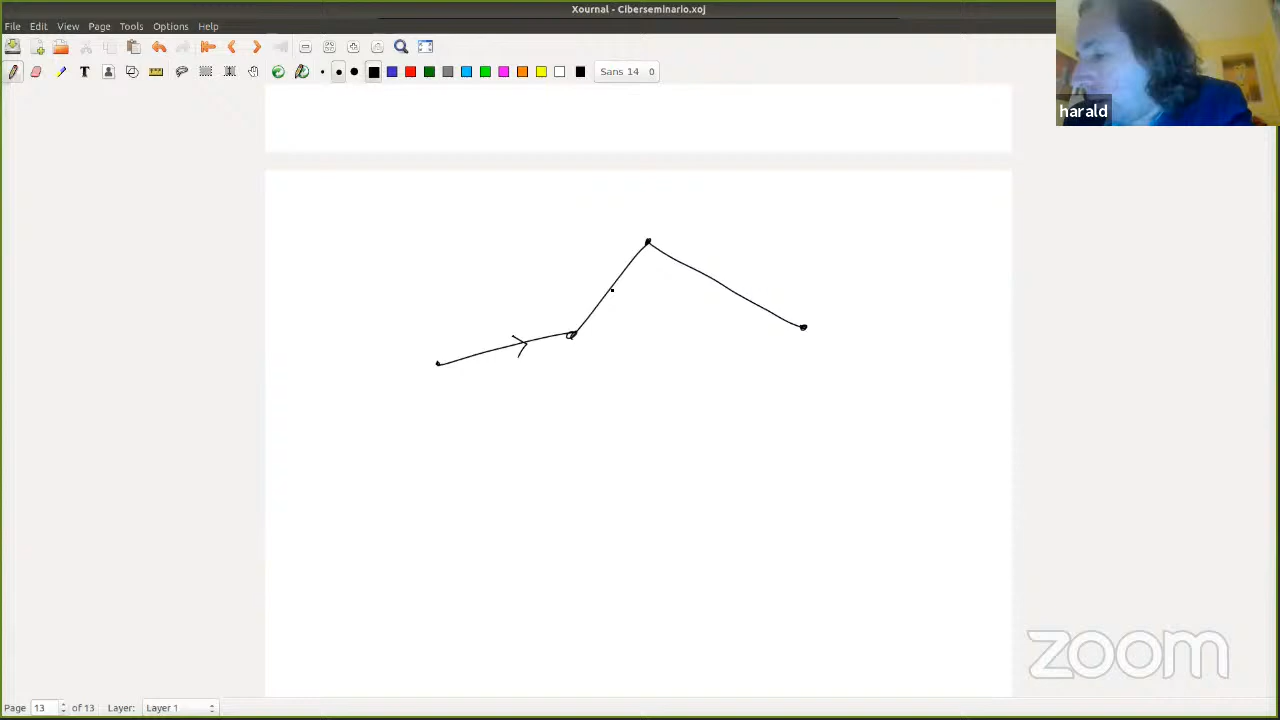 Xournal - Ciberseminario.xoj
File Edit View Page Tools Options Help
Sans 14 0
harald
zoom
Page 13 of 13 Layer: Layer 1